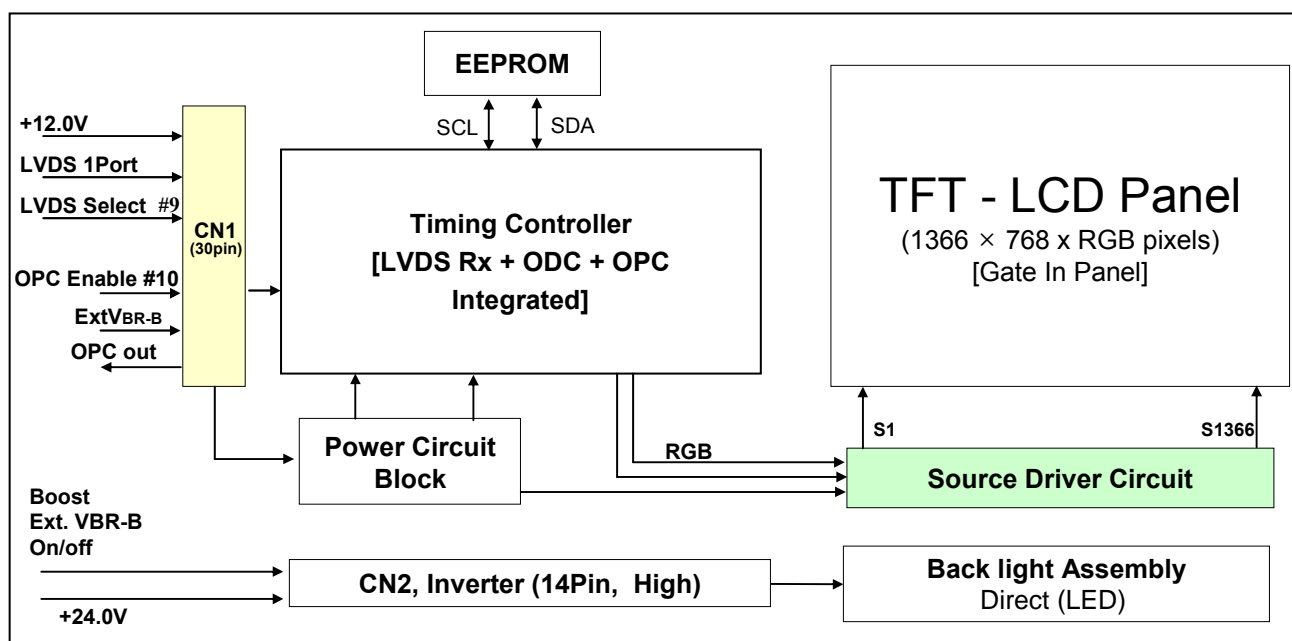 EEPROM
SCL
SDA
+12.0V
LVDS 1Port
LVDS Select #9
CN1
(30pin)
OPC Enable #10
ExtVBR-B
OPC out
Timing Controller
[LVDS Rx + ODC + OPC
Integrated]
TFT - LCD Panel
(1366 × 768 x RGB pixels)
[Gate In Panel]
S1
S1366
Power Circuit
Block
RGB
Source Driver Circuit
Boost
Ext. VBR-B
On/off
+24.0V
CN2, Inverter (14Pin, High)
Back light Assembly
Direct (LED)